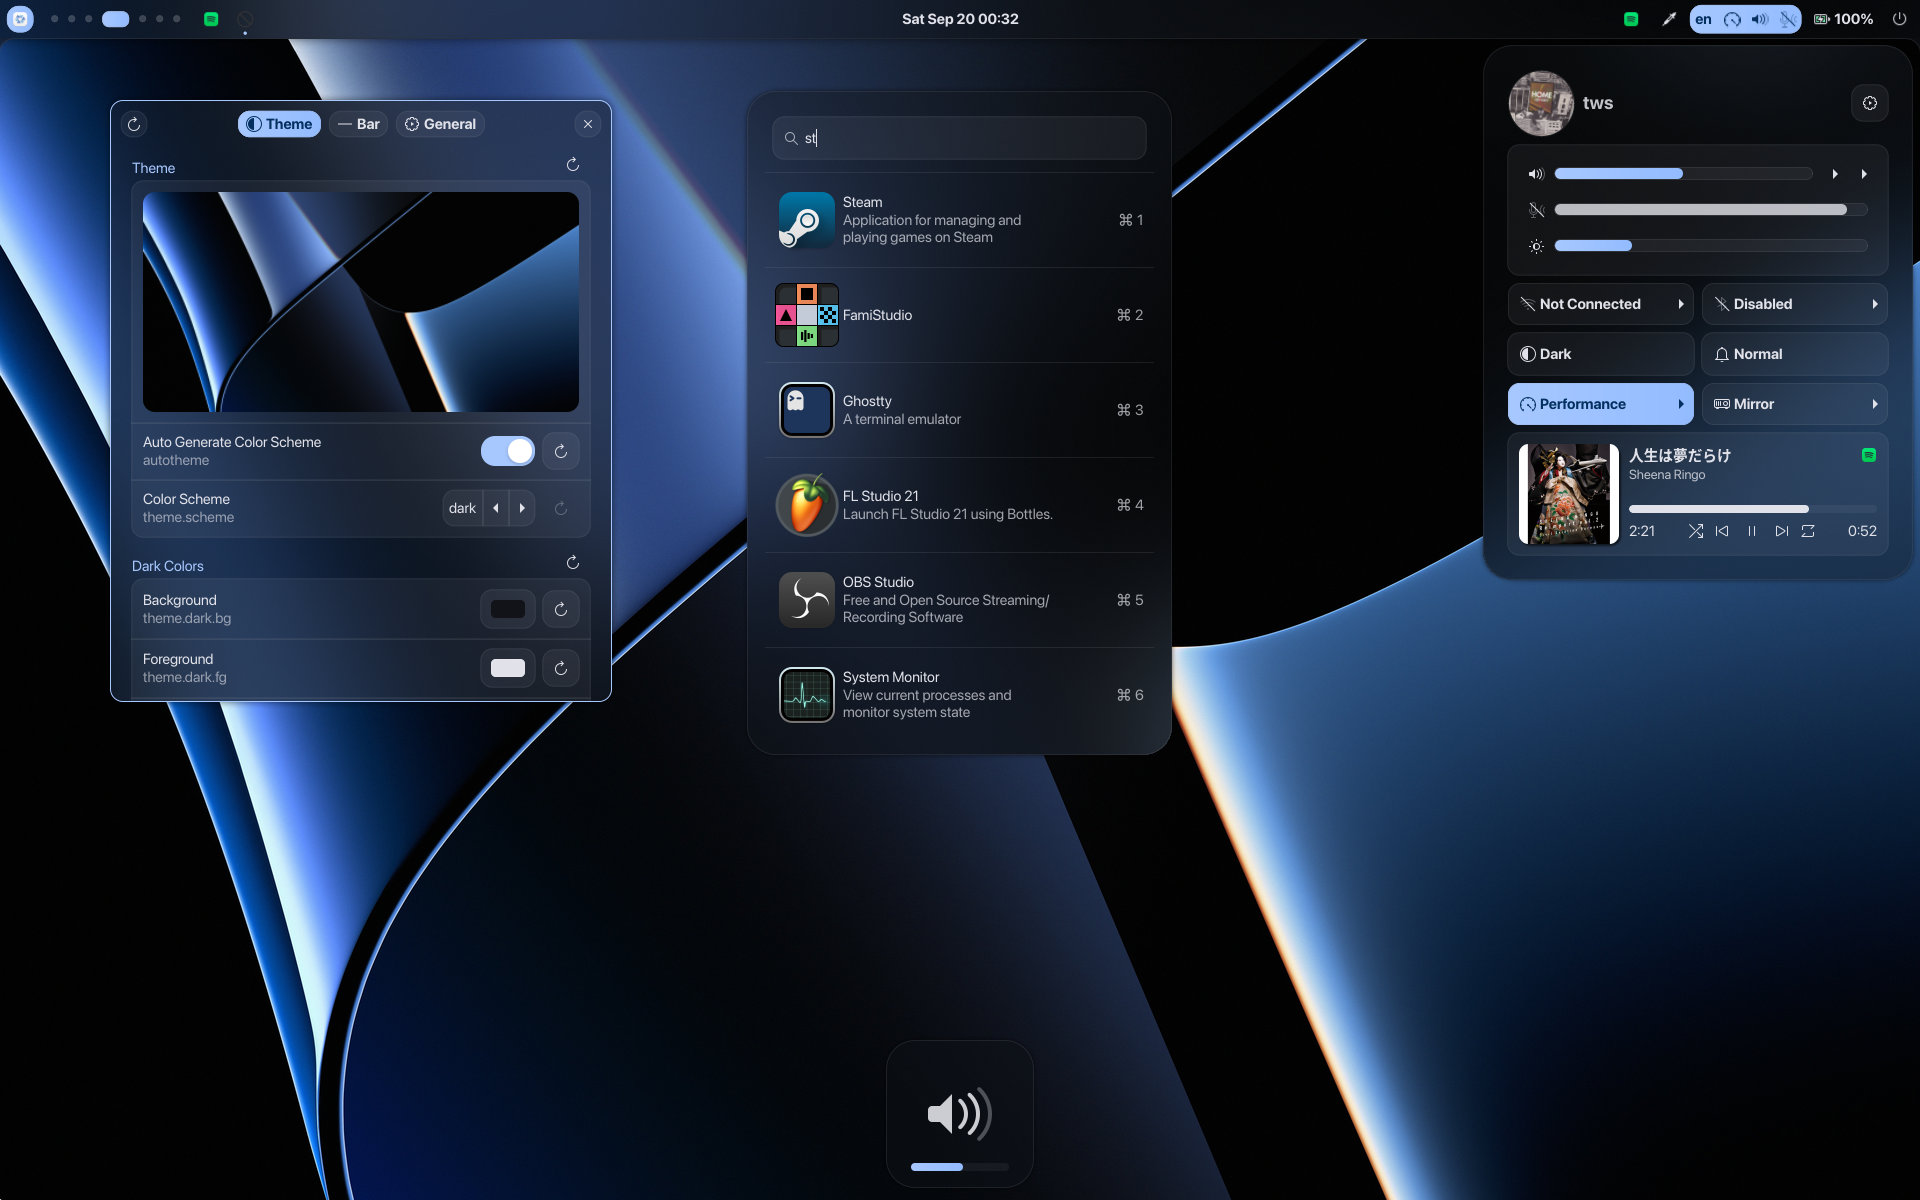 Sat Sep 20 00:32
en
100%
Theme
Bar
General
Theme
Auto Generate Color Scheme
autotheme
Color Scheme
theme.scheme
dark
Dark Colors
Background
theme.dark.bg
Foreground
theme.dark.fg
st
Steam
Application for managing and
playing games on Steam
⌘ 1
FamiStudio
⌘ 2
Ghostty
A terminal emulator
⌘ 3
FL Studio 21
Launch FL Studio 21 using Bottles.
⌘ 4
OBS Studio
Free and Open Source Streaming/
Recording Software
⌘ 5
System Monitor
View current processes and
monitor system state
⌘ 6
HOME
tws
Not Connected
Disabled
Dark
Normal
Performance
Mirror
人生は夢だらけ
Sheena Ringo
2:21
0:52